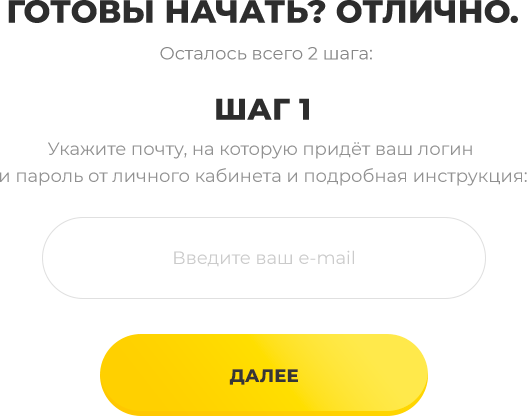 ГОТОВЫ НАЧАТЬ? ОТЛИЧНО.
Осталось всего 2 шага:
ШАГ 1
Укажите почту, на которую придёт ваш логин
и пароль от личного кабинета и подробная инструкция:
Введите ваш e-mail
ДАЛЕЕ